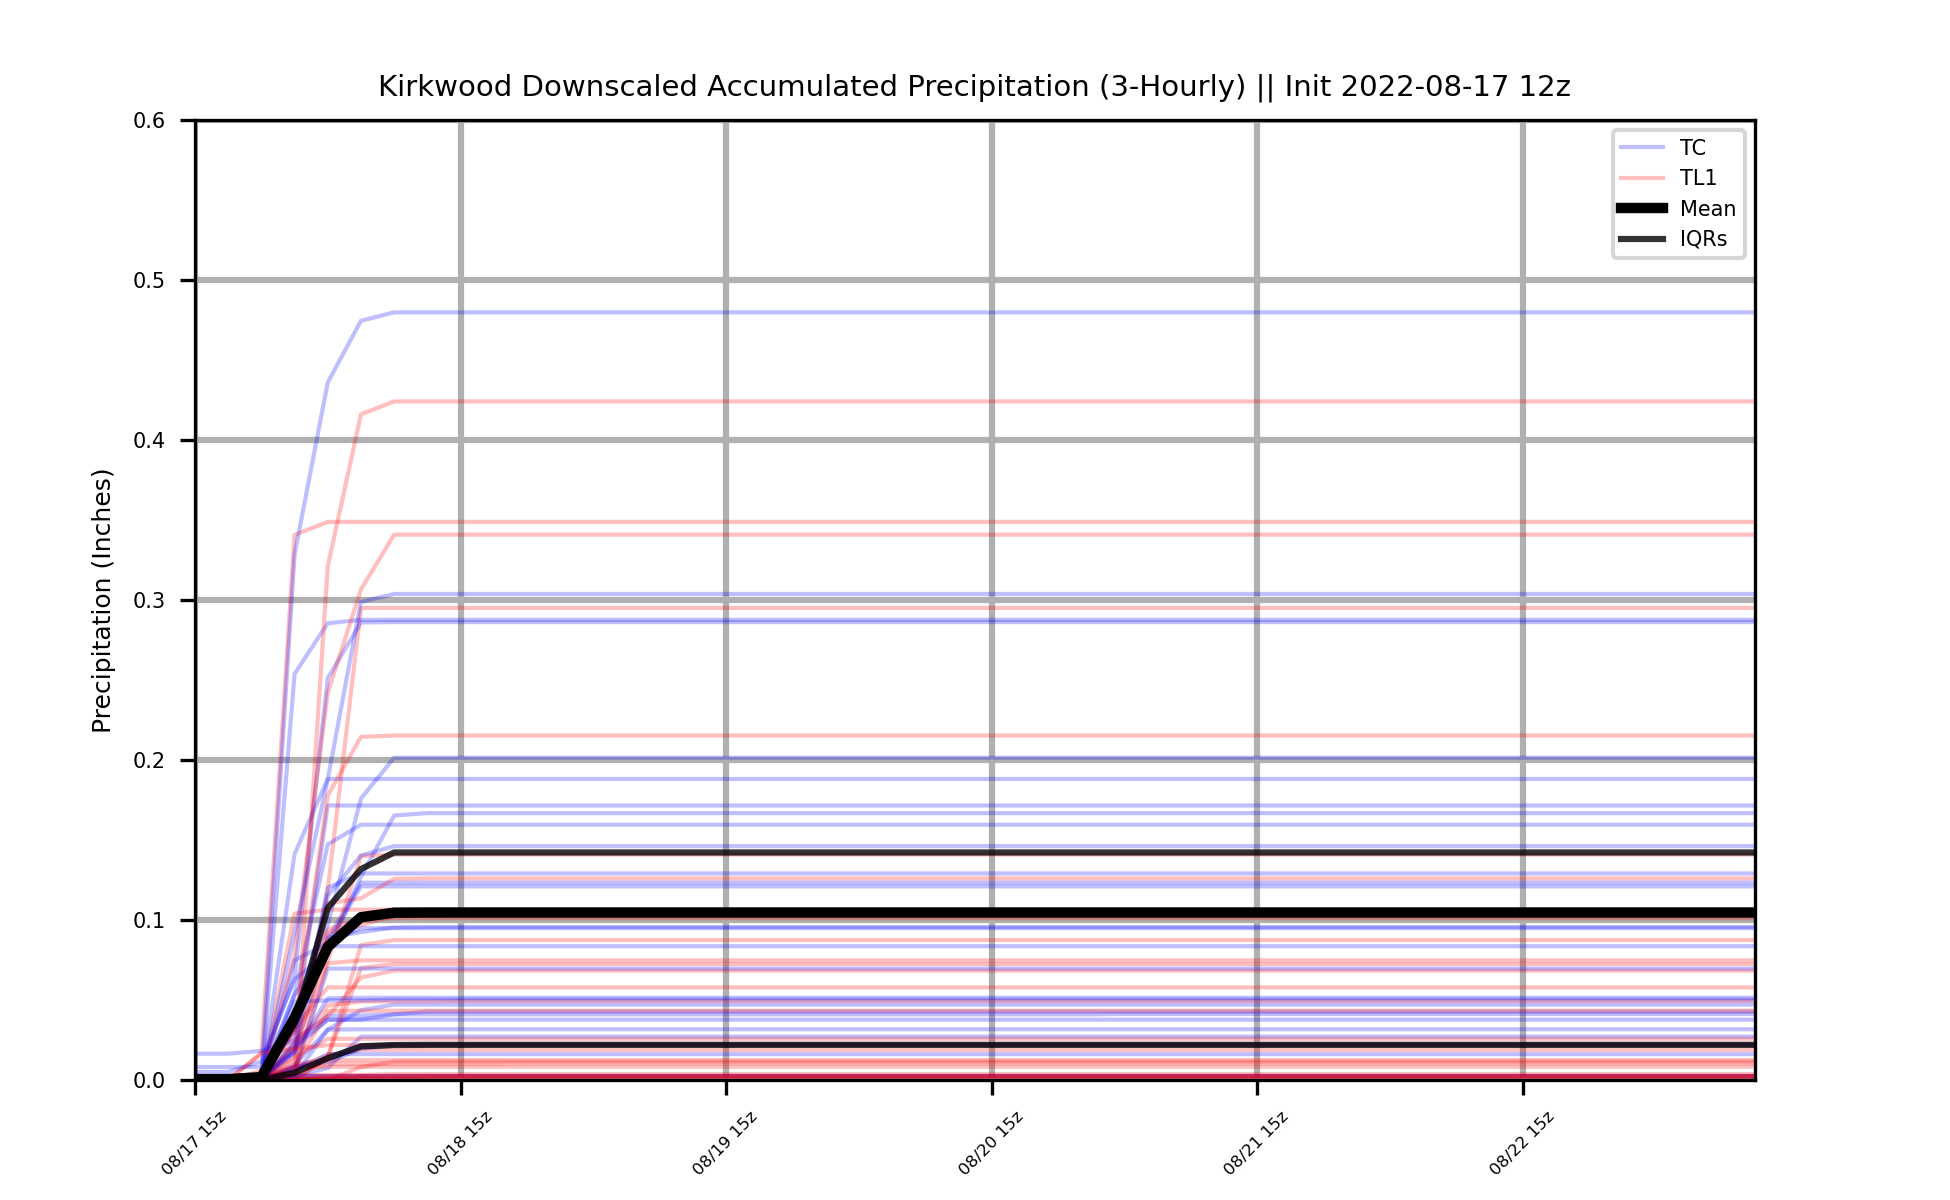 Kirkwood Downscaled Accumulated Precipitation (3-Hourly) || Init 2022-08-17 12z
TC
TL1
Mean
IQRs
Precipitation (Inches)
0.6
0.5
0.4
0.3
0.2
0.1
0.0
08/17 15z
08/18 15z
08/19 15z
08/20 15z
08/21 15z
08/22 15z